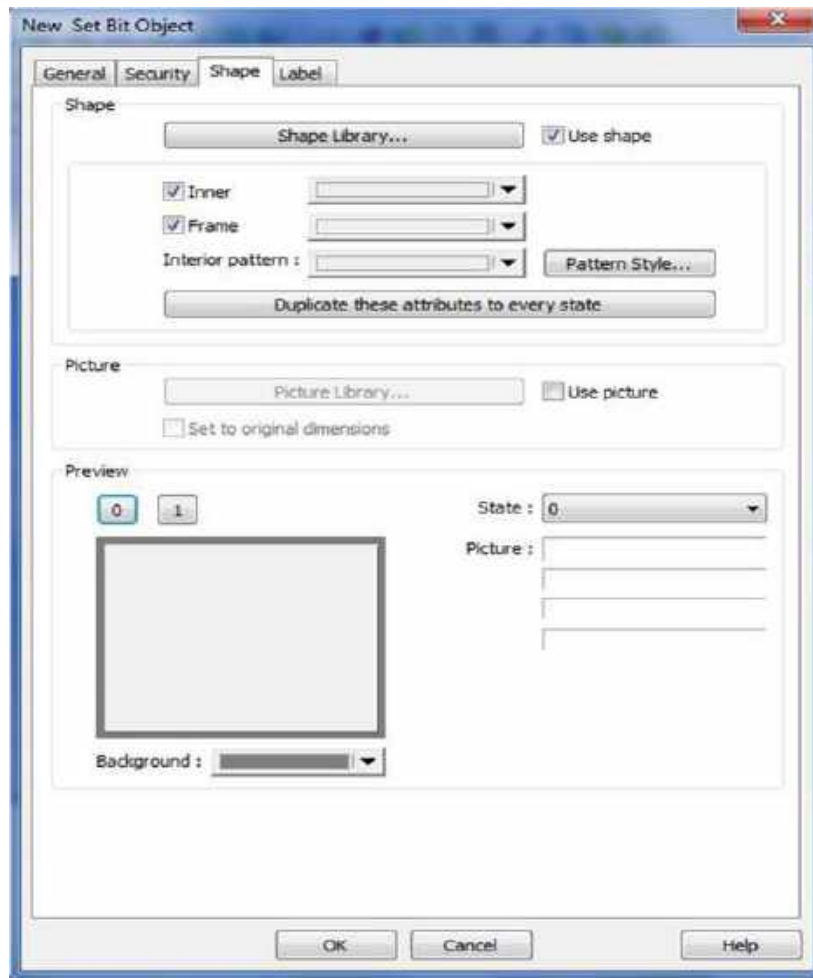 New Set Bit Object
General Security Shape Label
Shape
Shape Library... Use shape
Inner
Frame
Interior pattern : Pattern Style...
Duplicate these attributes to every state
Picture
Picture Library... Use picture
Set to original dimensions
Preview
0 1 State : 0
Picture :
Background :
OK Cancel Help